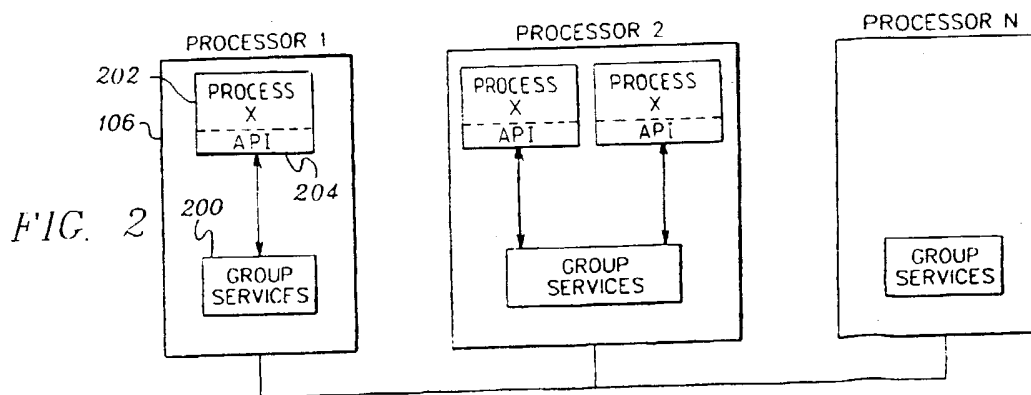 PROCESSOR 1
PROCESSOR 2
PROCESSOR N
202
PROCESS
X
API
PROCESS
X
API
PROCESS
X
API
106
204
FIG. 2
200
GROUP
SERVICES
GROUP
SERVICES
GROUP
SERVICES